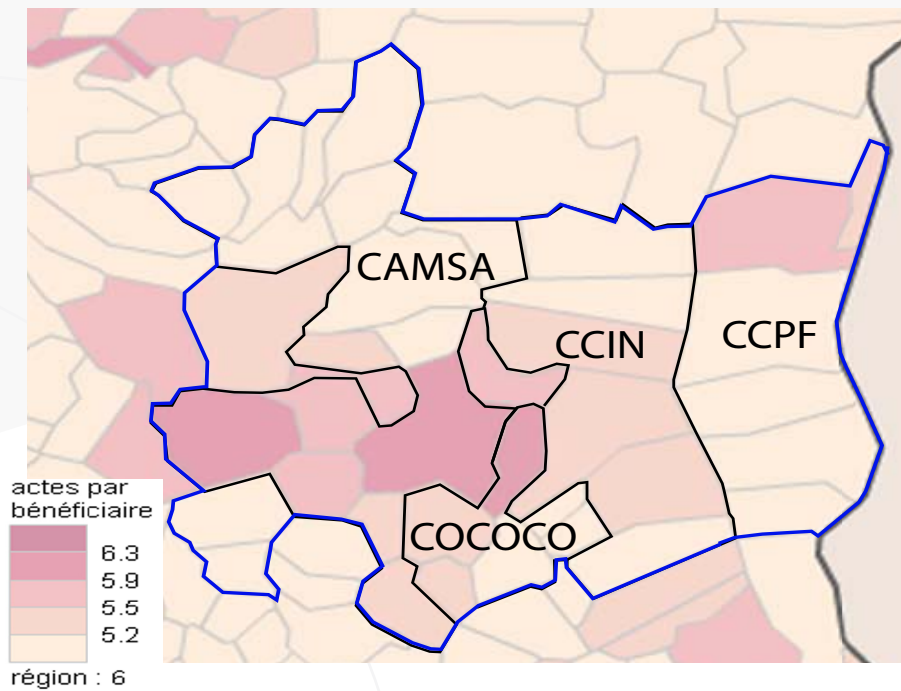 CAMSA
CCIN
CCPF
COCOCO
actes par
bénéficiaire
6.3
5.9
5.5
5.2
région : 6